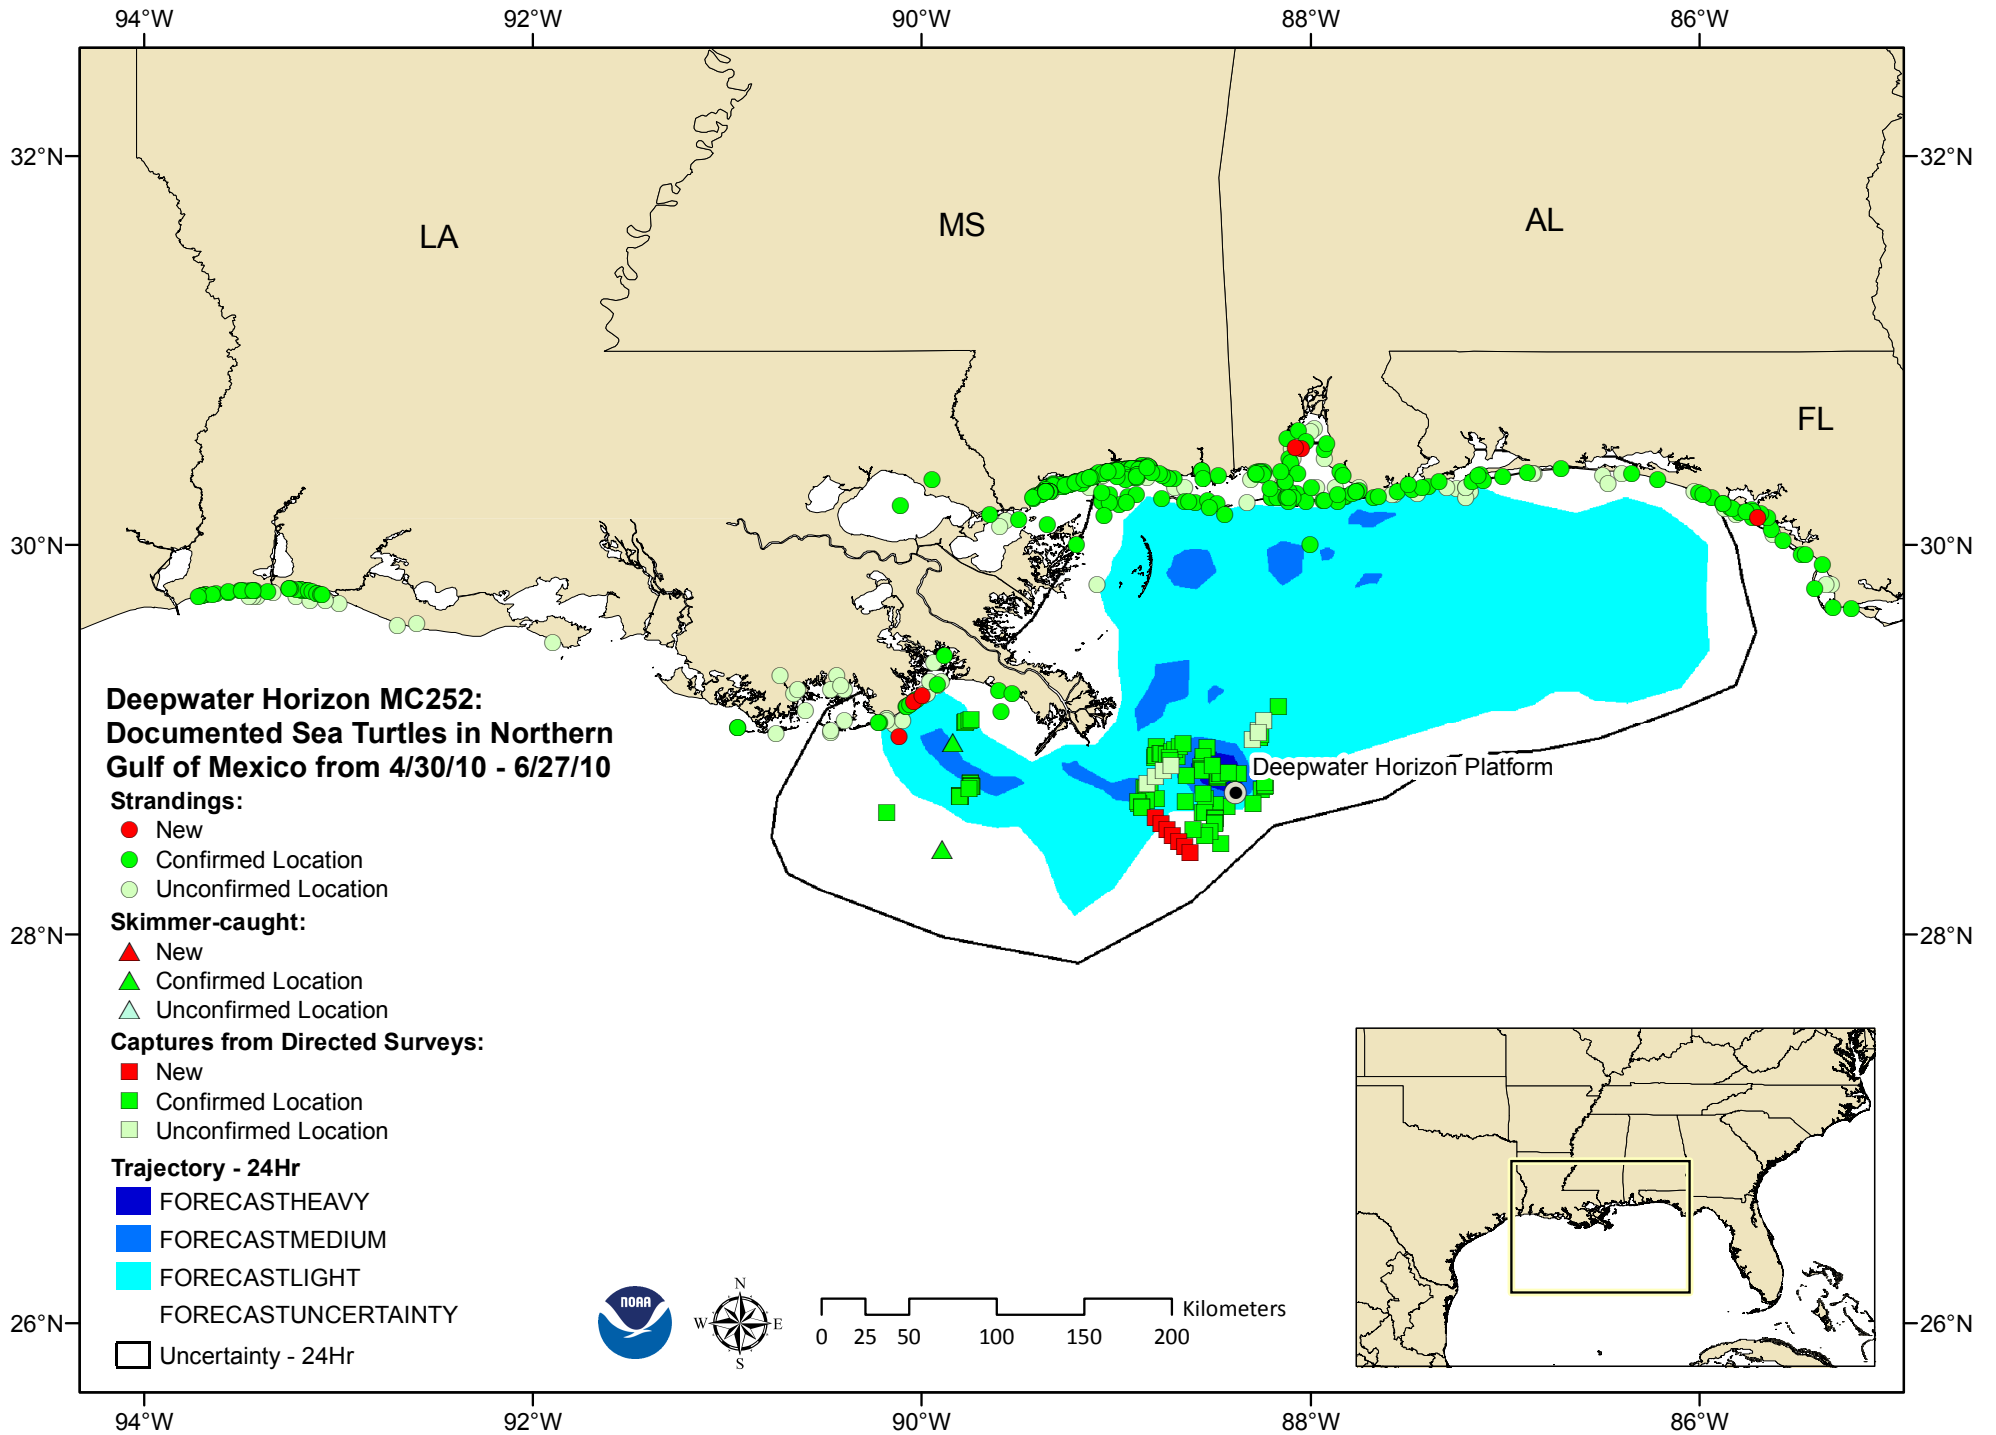 94°W 92°W 90°W 88°W 86°W
32°N 32°N
LA MS AL
FL
30°N 30°N
Deepwater Horizon MC252:
Documented Sea Turtles in Northern
Gulf of Mexico from 4/30/10 - 6/27/10
Deepwater Horizon Platform
Strandings:
New
Confirmed Location
Unconfirmed Location
Skimmer-caught:
New
28°N 28°N
Confirmed Location
Unconfirmed Location
Captures from Directed Surveys:
New
Confirmed Location
Unconfirmed Location
Trajectory - 24Hr
FORECASTHEAVY
FORECASTMEDIUM
FORECASTLIGHT
FORECASTUNCERTAINTY
Uncertainty - 24Hr
NOAA
N
W E
S
Kilometers
0 25 50 100 150 200
26°N 26°N
94°W 92°W 90°W 88°W 86°W